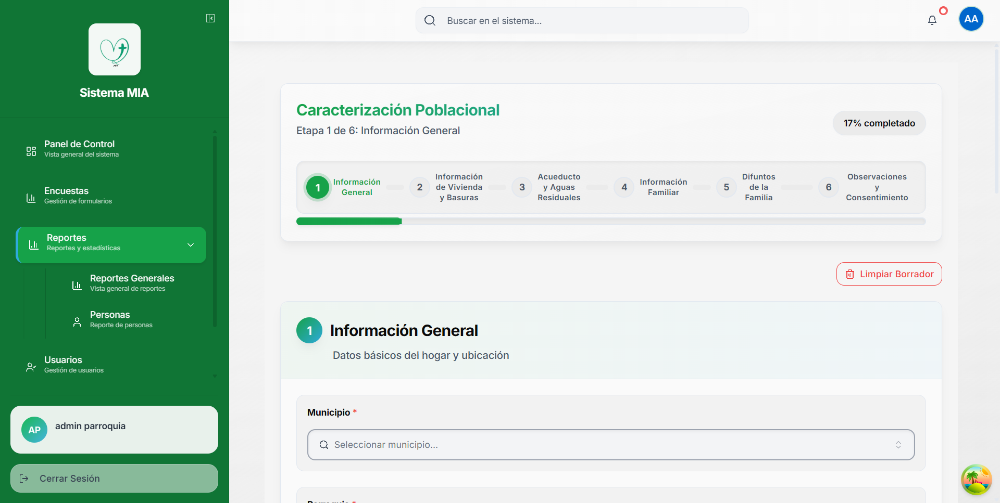 Sistema MIA
Panel de Control
Vista general del sistema
Encuestas
Gestión de formularios
Reportes
Reportes y estadísticas
Reportes Generales
Vista general de reportes
Personas
Reporte de personas
Usuarios
Gestión de usuarios
AP
admin parroquia
Cerrar Sesión
Buscar en el sistema...
AA
Caracterización Poblacional
Etapa 1 de 6: Información General
17% completado
1
Información
General
2
Información
de Vivienda
y Basuras
3
Acueducto
y Aguas
Residuales
4
Información
Familiar
5
Difuntos
de la
Familia
6
Observaciones
y
Consentimiento
Limpiar Borrador
1
Información General
Datos básicos del hogar y ubicación
Municipio *
Seleccionar municipio...